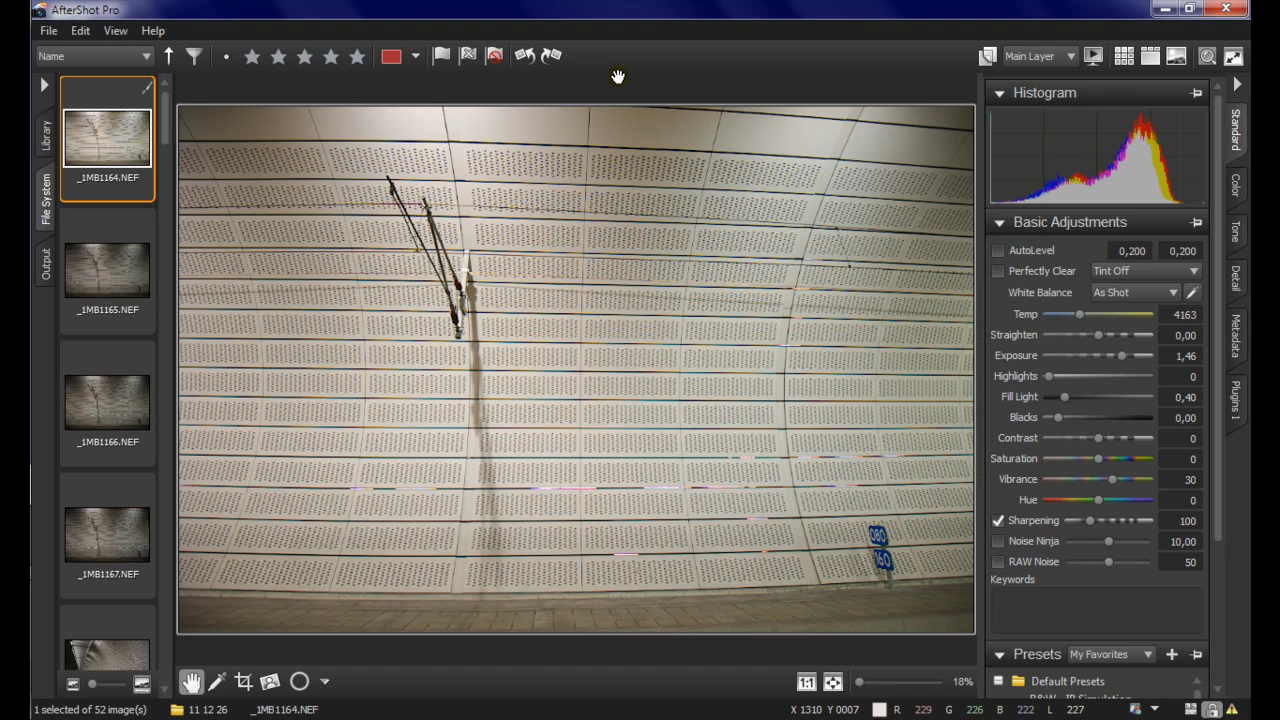 AfterShot Pro
File Edit View Help
Name
Main Layer
Library
File System
Output
_1MB1164.NEF
_1MB1165.NEF
_1MB1166.NEF
_1MB1167.NEF
080
160
Histogram
Basic Adjustments
AutoLevel 0,200 0,200
Perfectly Clear Tint Off
White Balance As Shot
Temp 4163
Straighten 0,00
Exposure 1,46
Highlights 0
Fill Light 0,40
Blacks 0,00
Contrast 0
Saturation 0
Vibrance 30
Hue 0
Sharpening 100
Noise Ninja 10,00
RAW Noise 50
Keywords
Presets My Favorites
Default Presets
Standard
Color
Tone
Detail
Metadata
Plugins 1
1:1
18%
1 selected of 52 image(s) 11 12 26 _1MB1164.NEF X 1310 Y 0007 R 229 G 226 B 222 L 227